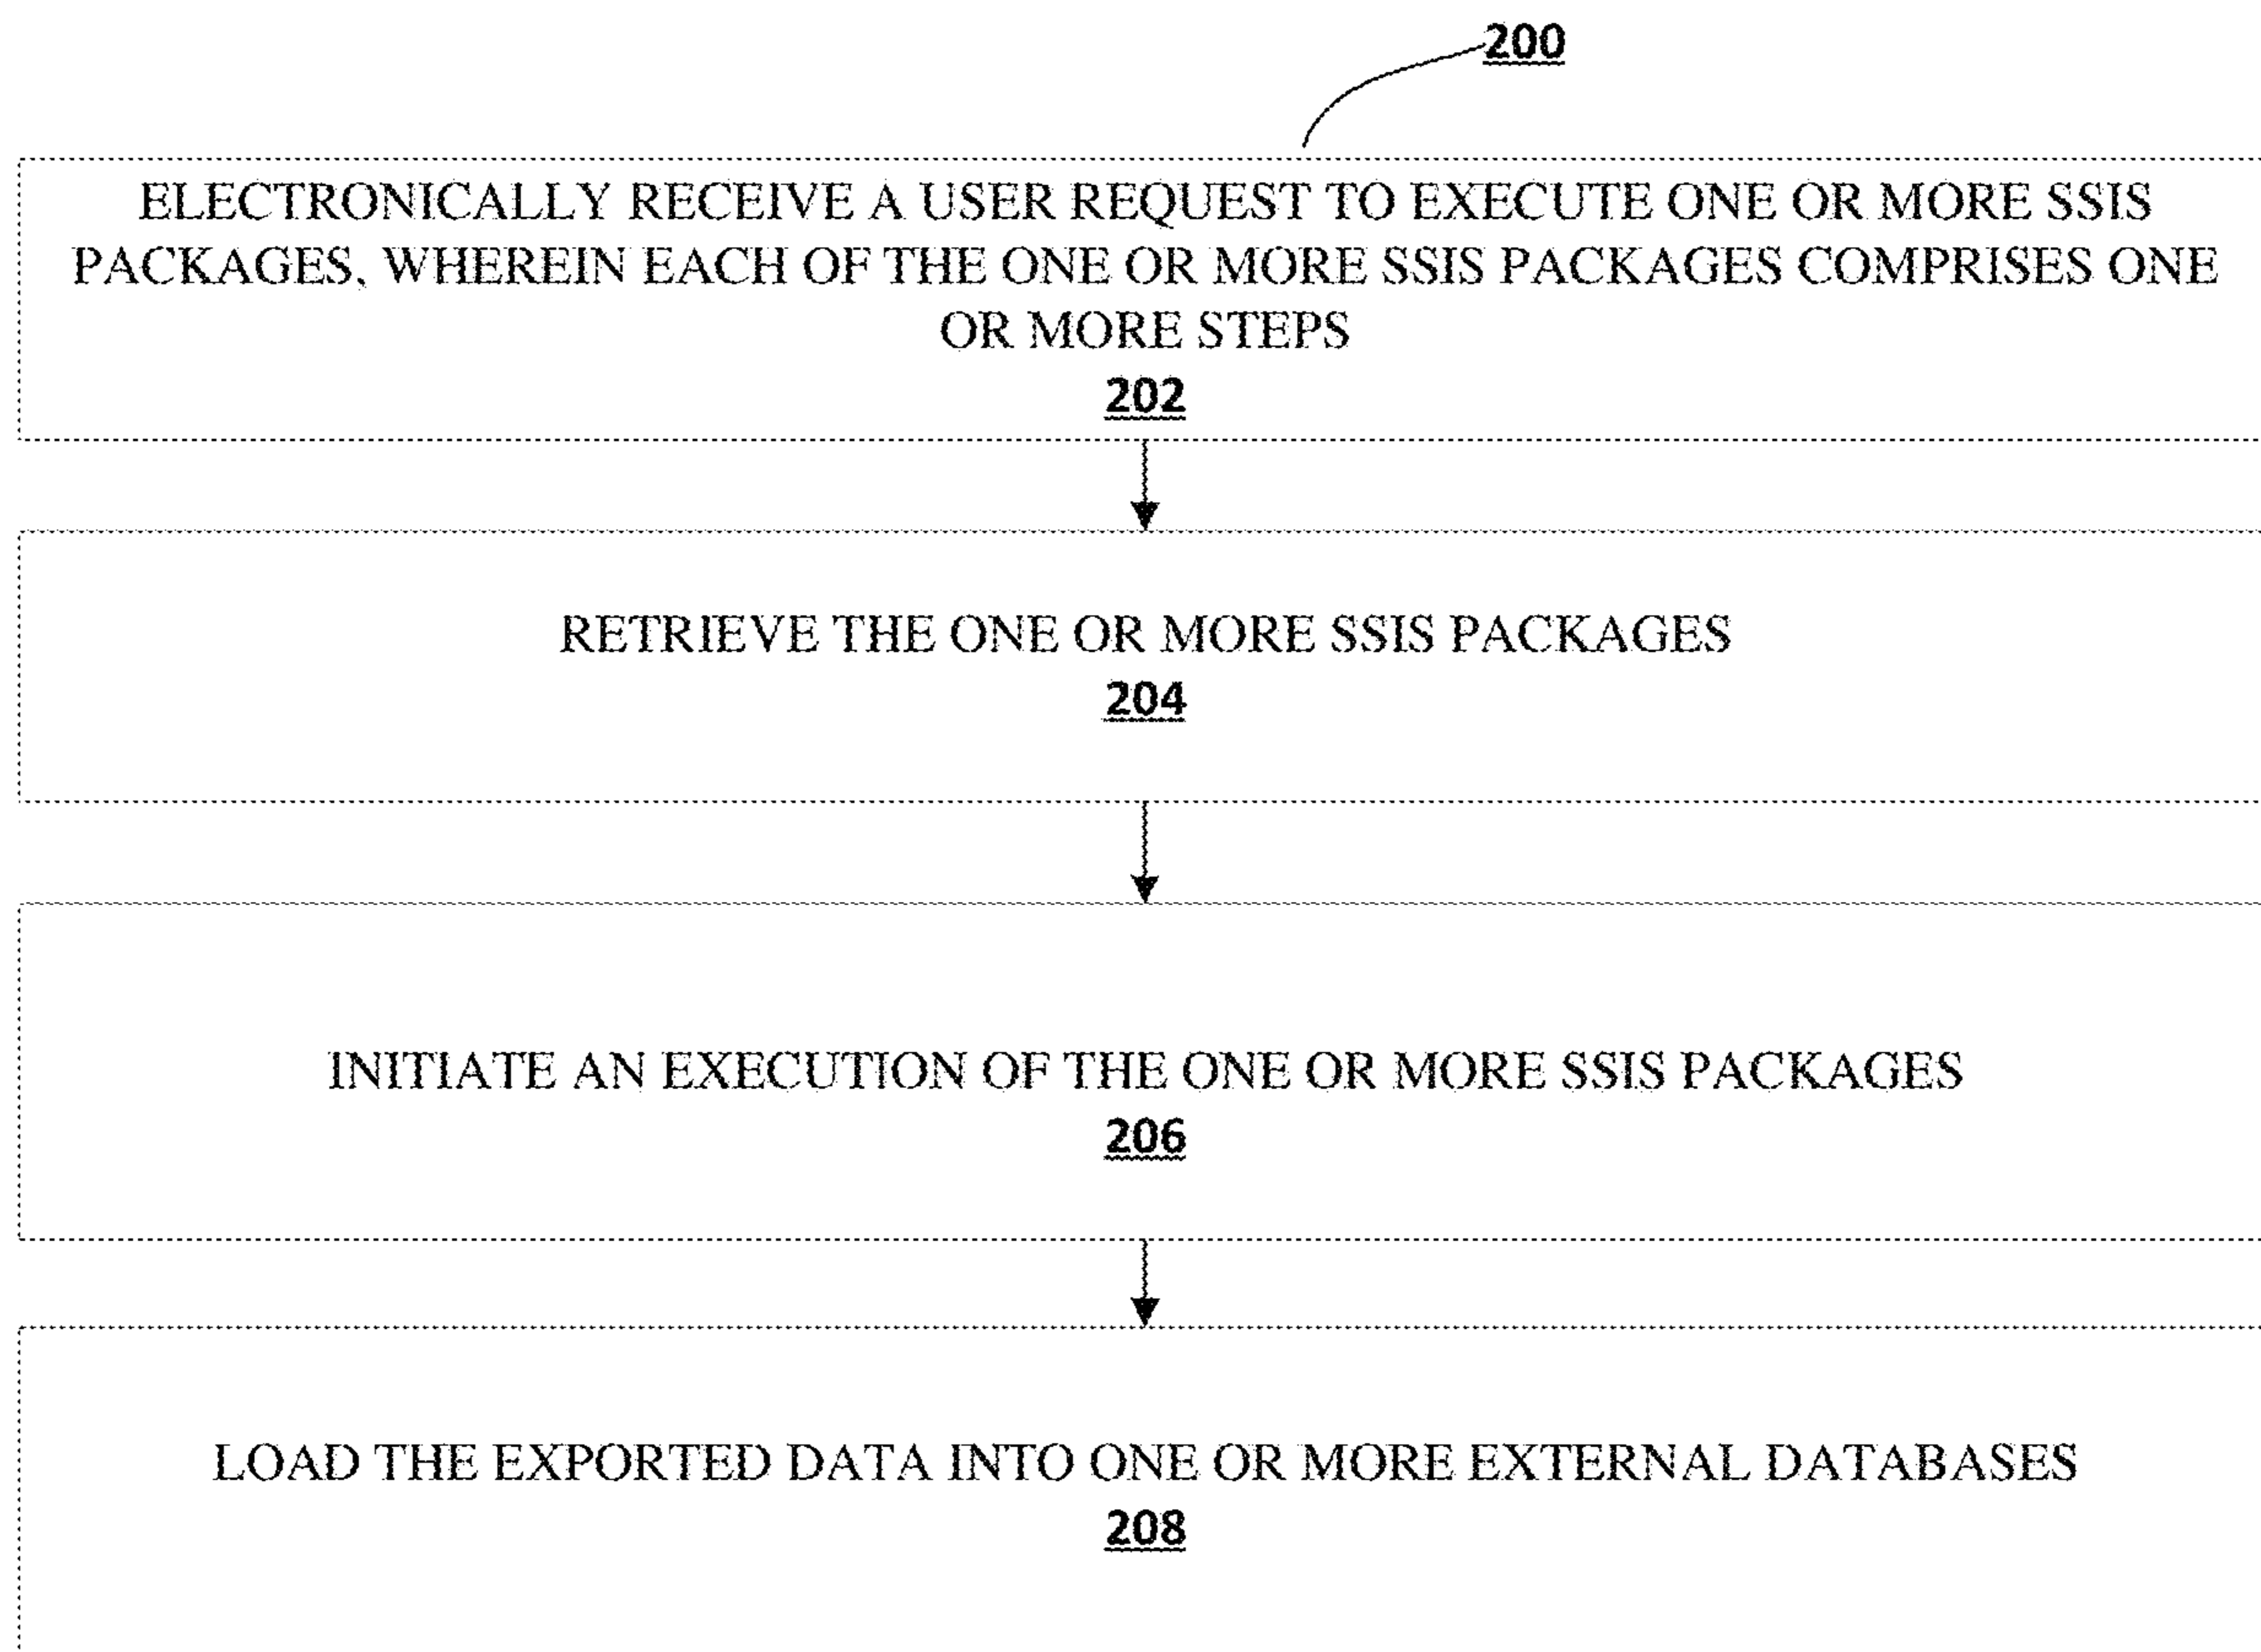 200
ELECTRONICALLY RECEIVE A USER REQUEST TO EXECUTE ONE OR MORE SSIS
PACKAGES, WHEREIN EACH OF THE ONE OR MORE SSIS PACKAGES COMPRISES ONE
OR MORE STEPS
202
RETRIEVE THE ONE OR MORE SSIS PACKAGES
204
INITIATE AN EXECUTION OF THE ONE OR MORE SSIS PACKAGES
206
LOAD THE EXPORTED DATA INTO ONE OR MORE EXTERNAL DATABASES
208